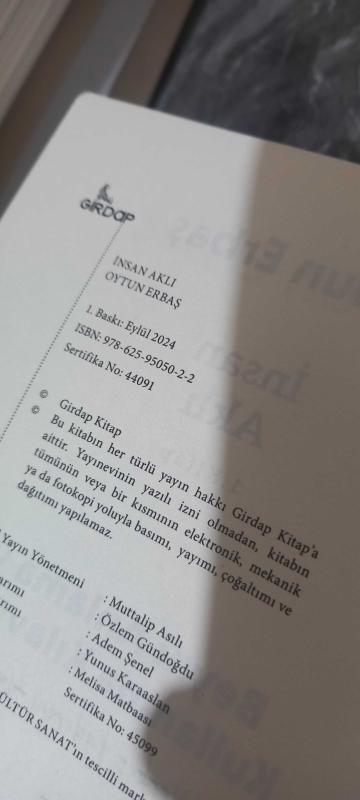 GİRDAP
İNSAN AKLI
OYTUN ERBAŞ
1. Baskı: Eylül 2024
ISBN: 978-625-95050-2-2
Sertifika No: 44091
© Girdap Kitap
© Bu kitabın her türlü yayın hakkı Girdap Kitap'a
aittir. Yayınevinin yazılı izni olmadan, kitabın
tümünün veya bir kısmının elektronik, mekanik
ya da fotokopi yoluyla basımı, yayımı, çoğaltımı ve
dağıtımı yapılamaz.
Yayın Yönetmeni : Muttalip Asılı
: Özlem Gündoğdu
: Adem Şenel
: Yunus Karaaslan
: Melisa Matbaası
Sertifika No: 45099
SANAT'ın tescilli